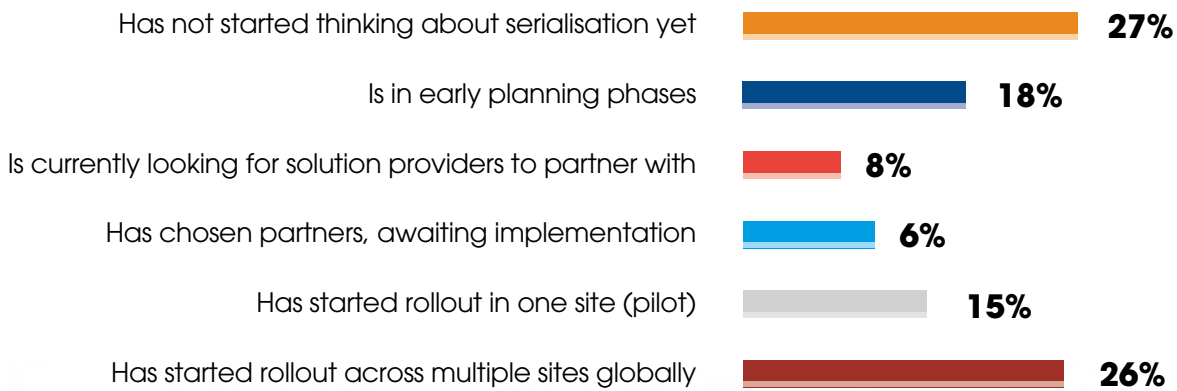 Has not started thinking about serialisation yet 27%
Is in early planning phases 18%
Is currently looking for solution providers to partner with 8%
Has chosen partners, awaiting implementation 6%
Has started rollout in one site (pilot) 15%
Has started rollout across multiple sites globally 26%